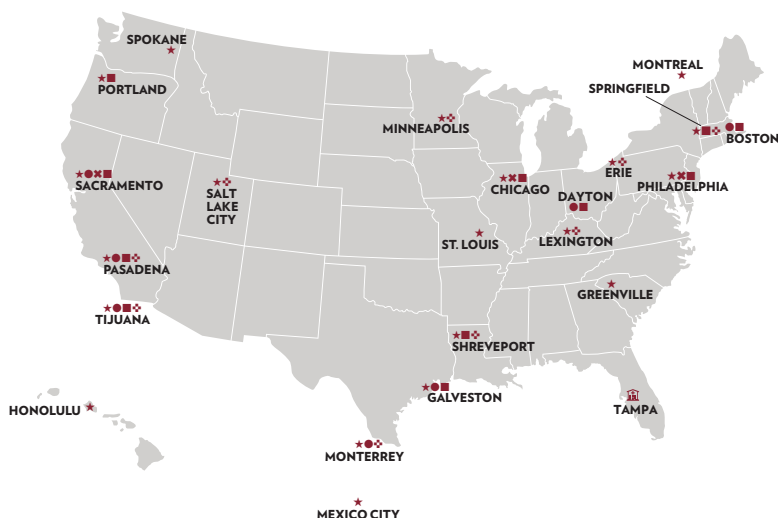 SPOKANE
MONTREAL
PORTLAND
SPRINGFIELD
MINNEAPOLIS
BOSTON
SACRAMENTO
SALT
LAKE
CITY
CHICAGO
ERIE
PHILADELPHIA
DAYTON
ST. LOUIS
LEXINGTON
PASADENA
GREENVILLE
TIJUANA
SHREVEPORT
GALVESTON
HONOLULU
TAMPA
MONTERREY
MEXICO CITY